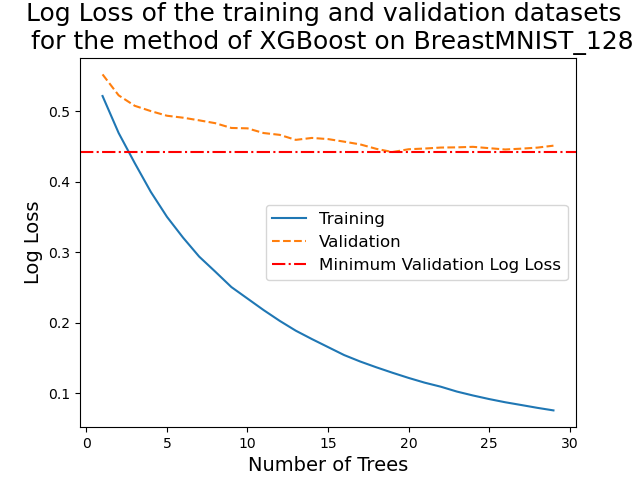 Log Loss of the training and validation datasets
for the method of XGBoost on BreastMNIST_128
0.5
0.4
0.3
0.2
0.1
Log Loss
Training
Validation
Minimum Validation Log Loss
0 5 10 15 20 25 30
Number of Trees